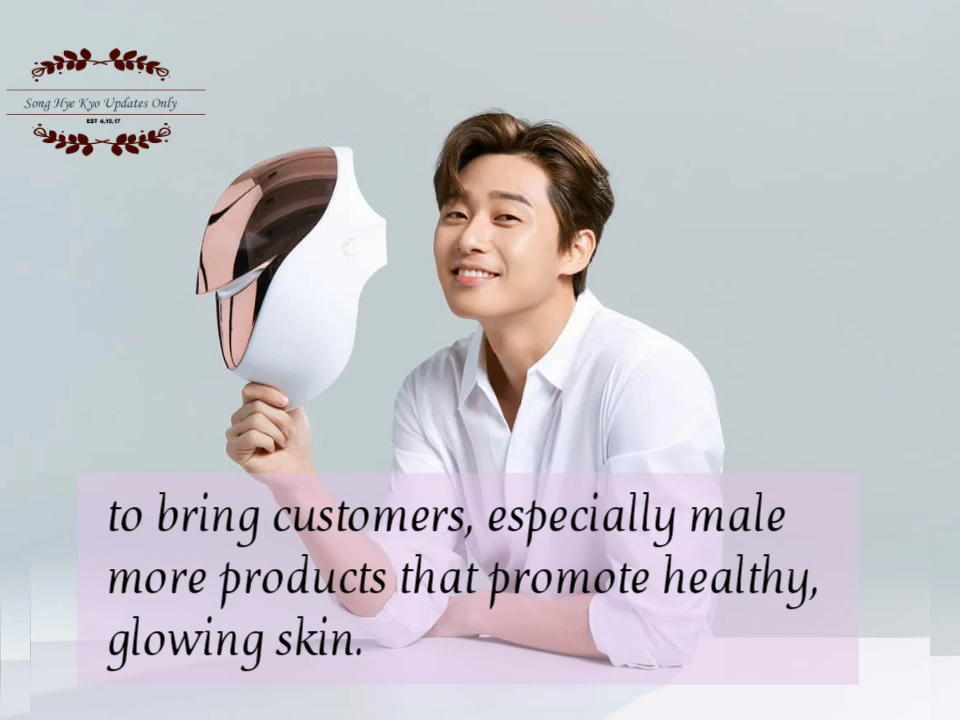 Song Hye Kyo Updates Only
EST 4.10.17
to bring customers, especially male
more products that promote healthy,
glowing skin.